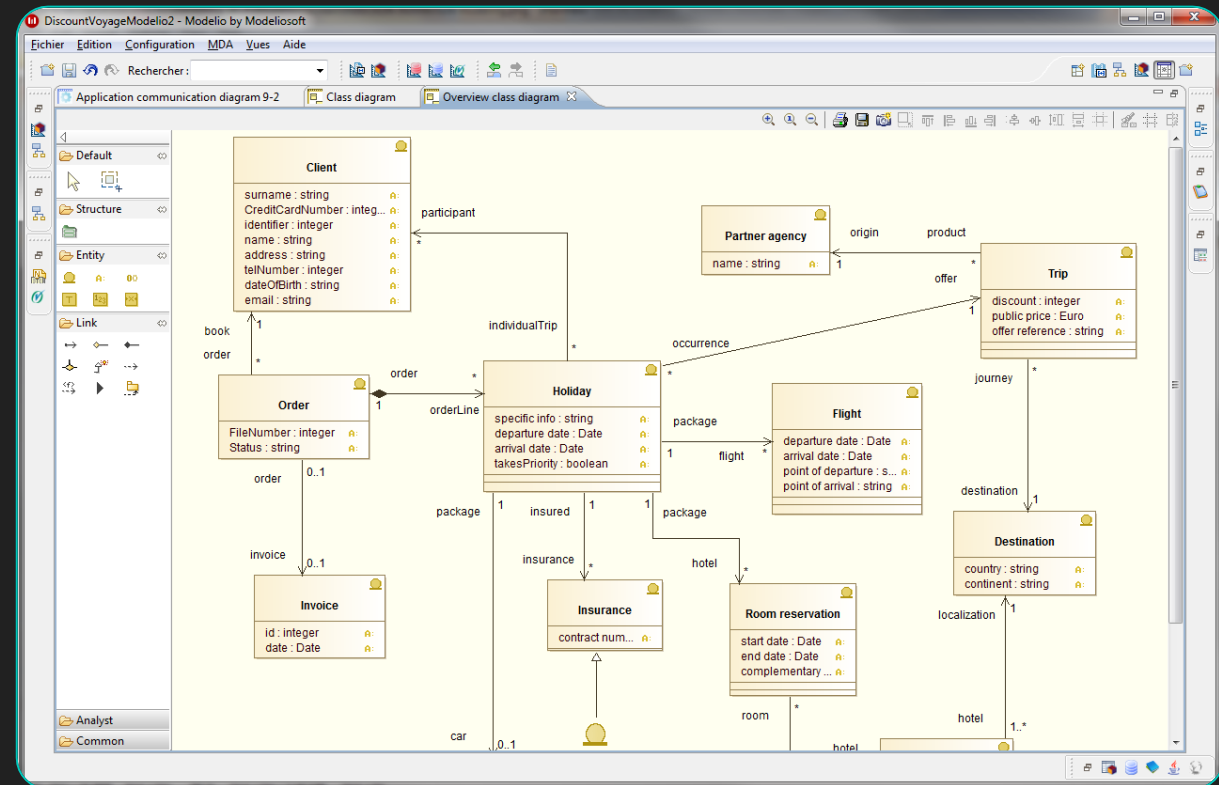 DiscountVoyageModelio2 - Modelio by Modeliosoft
Fichier Edition Configuration MDA Vues Aide
Rechercher:
Application communication diagram 9-2 Class diagram Overview class diagram
Default
Structure
Entity
Link
Analyst
Common
Client
surname : string
CreditCardNumber : integ...
identifier : integer
name : string
address : string
telNumber : integer
dateOfBirth : string
email : string
participant
*
individualTrip
*
book
1
order
*
Order
FileNumber : integer
Status : string
order
1
*
orderLine
order
0..1
invoice
0..1
Invoice
id : integer
date : Date
Holiday
specific info : string
departure date : Date
arrival date : Date
takesPriority : boolean
Partner agency
name : string
origin
1
product
*
Trip
discount : integer
public price : Euro
offer reference : string
offer
1
occurrence
*
package
1
flight
*
Flight
departure date : Date
arrival date : Date
point of departure : s...
point of arrival : string
journey
*
destination
1
Destination
country : string
continent : string
localization
1
hotel
1..*
package
1
car
0..1
insured
1
insurance
*
Insurance
contract num...
package
1
hotel
*
Room reservation
start date : Date
end date : Date
complementary ...
room
*
hotel